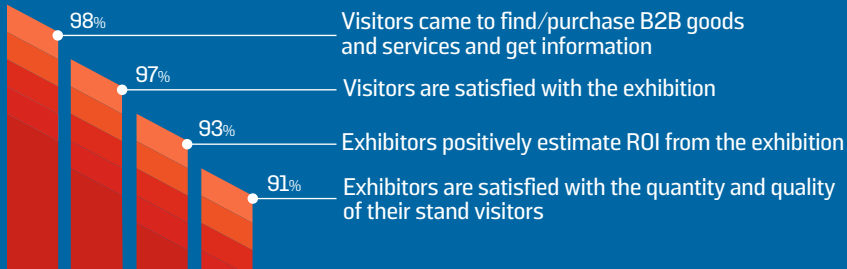 98%
Visitors came to find/purchase B2B goods
and services and get information
97%
Visitors are satisfied with the exhibition
93%
Exhibitors positively estimate ROI from the exhibition
91%
Exhibitors are satisfied with the quantity and quality
of their stand visitors